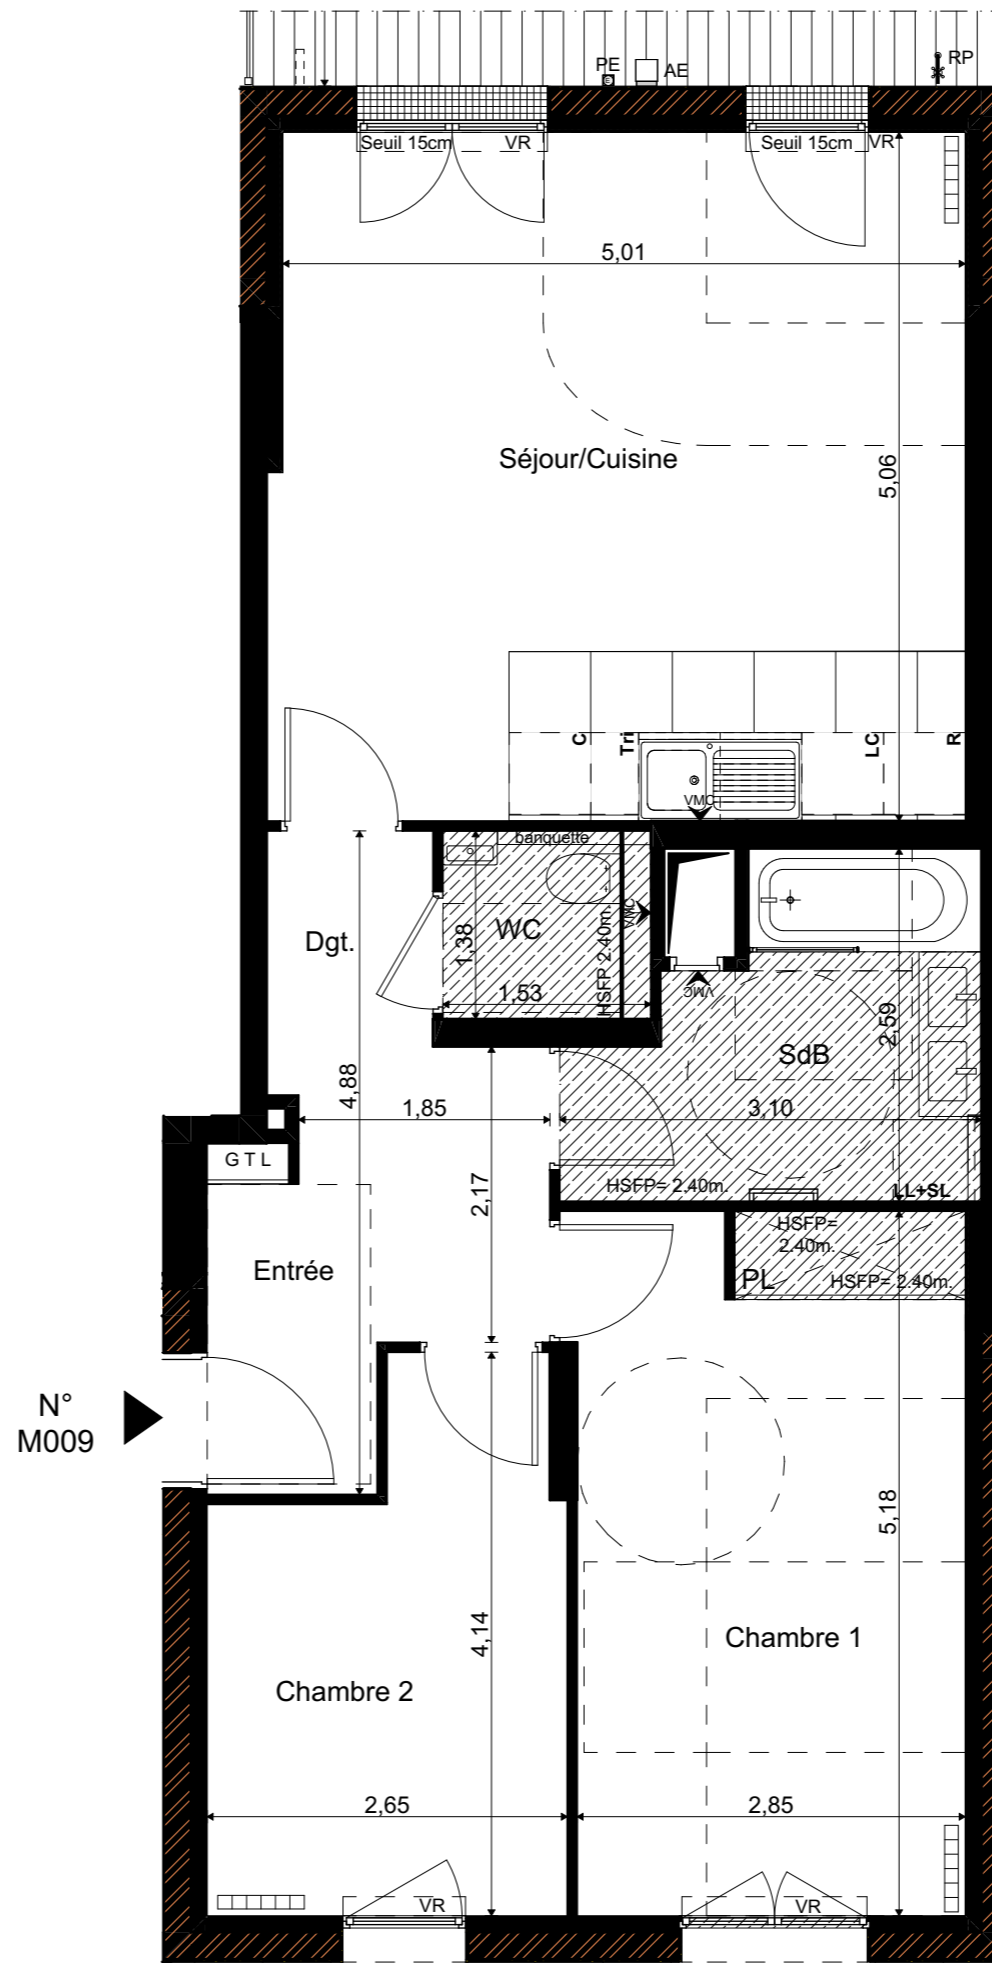 PE
AE
RP
Seuil 15cm
VR
Seuil 15cm
VR
5,01
Séjour/Cuisine
5,06
C
Tri
LC
R
VMC
banquette
Dgt.
1,38
WC
HSFP 2.40m.
VMC
1,53
VMC
SdB
2,59
4,88
1,85
3,10
G T L
2,17
HSFP= 2.40m.
LL+SL
Entrée
HSFP=
2.40m.
PL
HSFP= 2.40m.
N°
M009
5,18
4,14
Chambre 1
Chambre 2
2,65
2,85
VR
VR